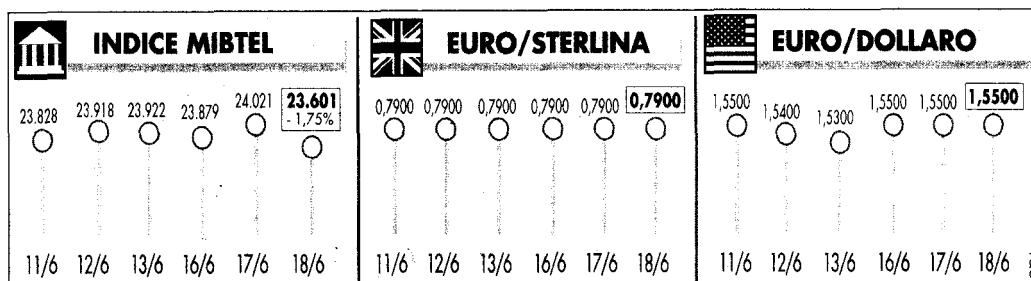 INDICE MIBTEL
23.828 23.918 23.922 23.879 24.021 23.601
- 1,75%
11/6 12/6 13/6 16/6 17/6 18/6
EURO/STERLINA
0,7900 0,7900 0,7900 0,7900 0,7900 0,7900
11/6 12/6 13/6 16/6 17/6 18/6
EURO/DOLLARO
1,5500 1,5400 1,5300 1,5500 1,5500 1,5500
11/6 12/6 13/6 16/6 17/6 18/6